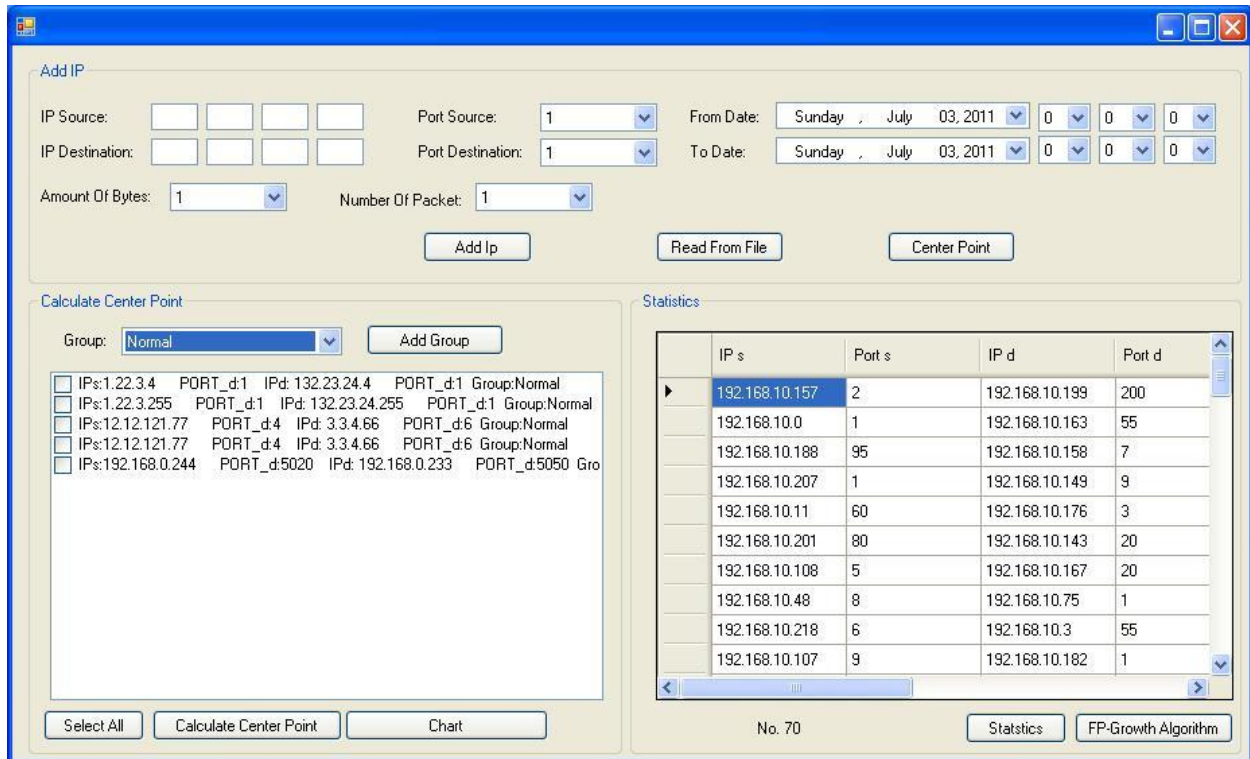 Add IP
IP Source: Port Source: 1 From Date: Sunday , July 03, 2011 0 0 0
IP Destination: Port Destination: 1 To Date: Sunday , July 03, 2011 0 0 0
Amount Of Bytes: 1 Number Of Packet: 1
Add Ip Read From File Center Point
Calculate Center Point
Group: Normal Add Group
IPs:1.22.3.4 PORT_d:1 IPd: 132.23.24.4 PORT_d:1 Group:Normal
IPs:1.22.3.255 PORT_d:1 IPd: 132.23.24.255 PORT_d:1 Group:Normal
IPs:12.12.121.77 PORT_d:4 IPd: 3.3.4.66 PORT_d:6 Group:Normal
IPs:12.12.121.77 PORT_d:4 IPd: 3.3.4.66 PORT_d:6 Group:Normal
IPs:192.168.0.244 PORT_d:5020 IPd: 192.168.0.233 PORT_d:5050 Gro
Select All Calculate Center Point Chart
Statistics
IP s Port s IP d Port d
192.168.10.157 2 192.168.10.199 200
192.168.10.0 1 192.168.10.163 55
192.168.10.188 95 192.168.10.158 7
192.168.10.207 1 192.168.10.149 9
192.168.10.11 60 192.168.10.176 3
192.168.10.201 80 192.168.10.143 20
192.168.10.108 5 192.168.10.167 20
192.168.10.48 8 192.168.10.75 1
192.168.10.218 6 192.168.10.3 55
192.168.10.107 9 192.168.10.182 1
No. 70 Statstics FP-Growth Algorithm